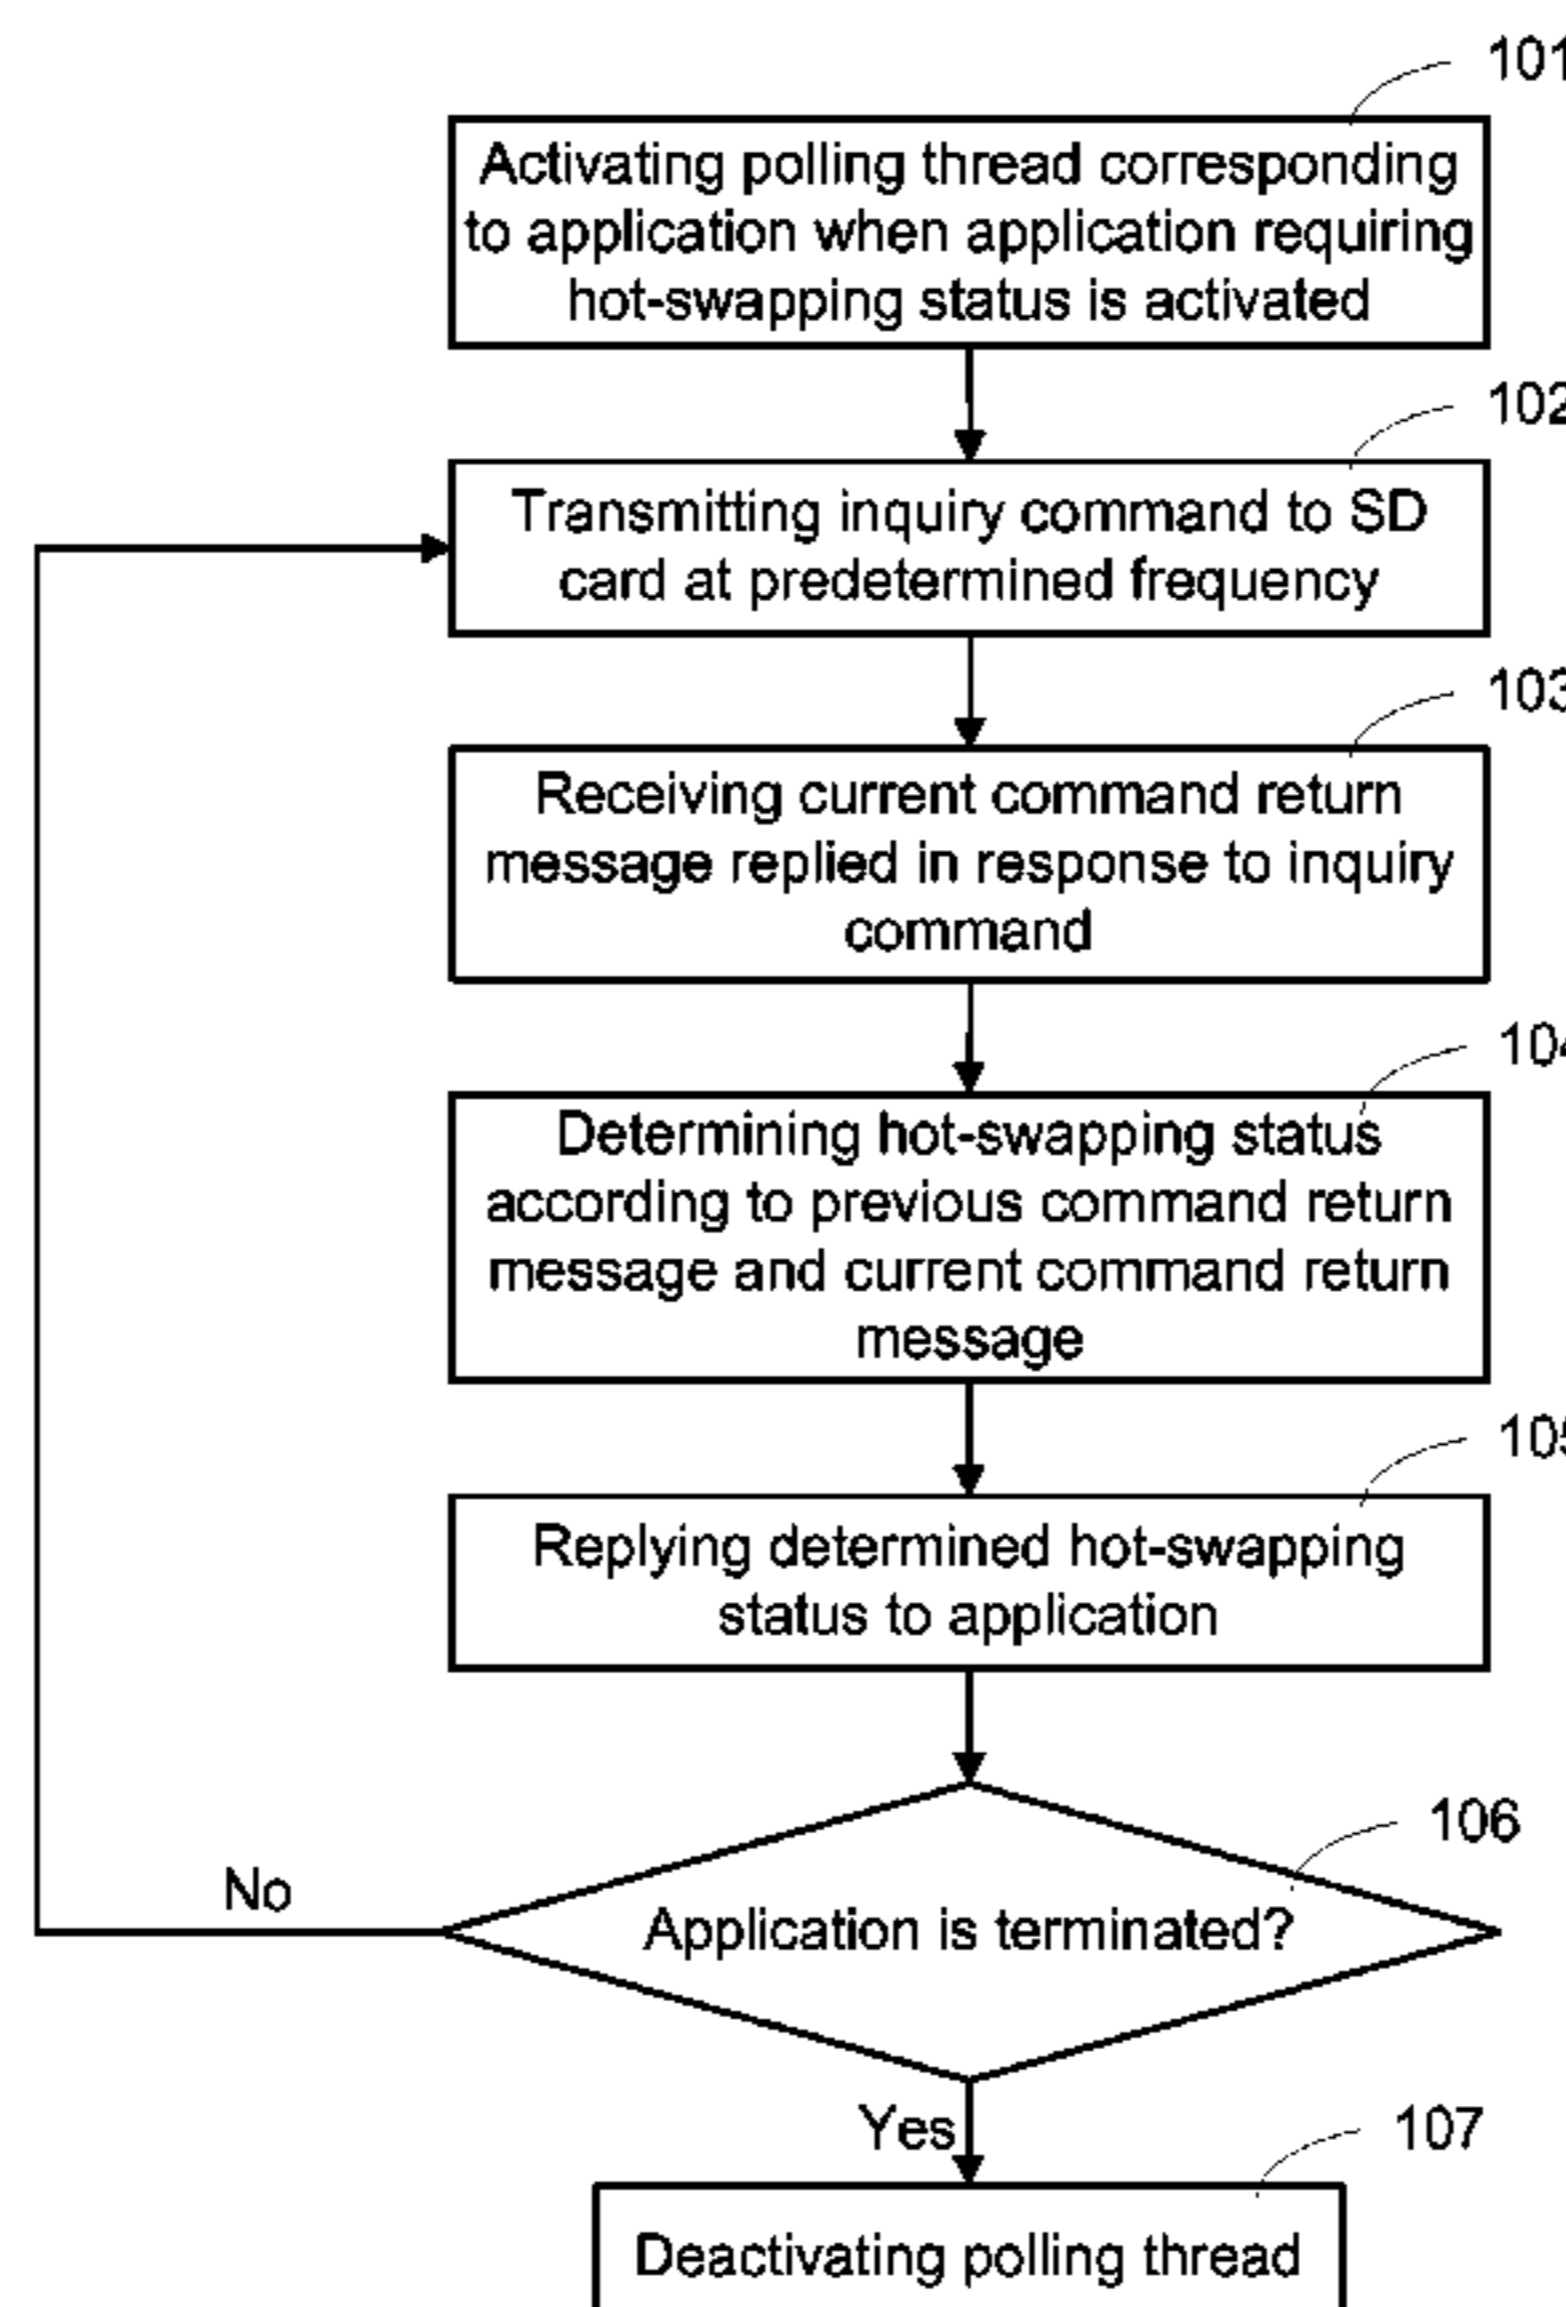 101
Activating polling thread corresponding
to application when application requiring
hot-swapping status is activated
102
Transmitting inquiry command to SD
card at predetermined frequency
103
Receiving current command return
message replied in response to inquiry
command
104
Determining hot-swapping status
according to previous command return
message and current command return
message
105
Replying determined hot-swapping
status to application
106
No
Application is terminated?
Yes
107
Deactivating polling thread